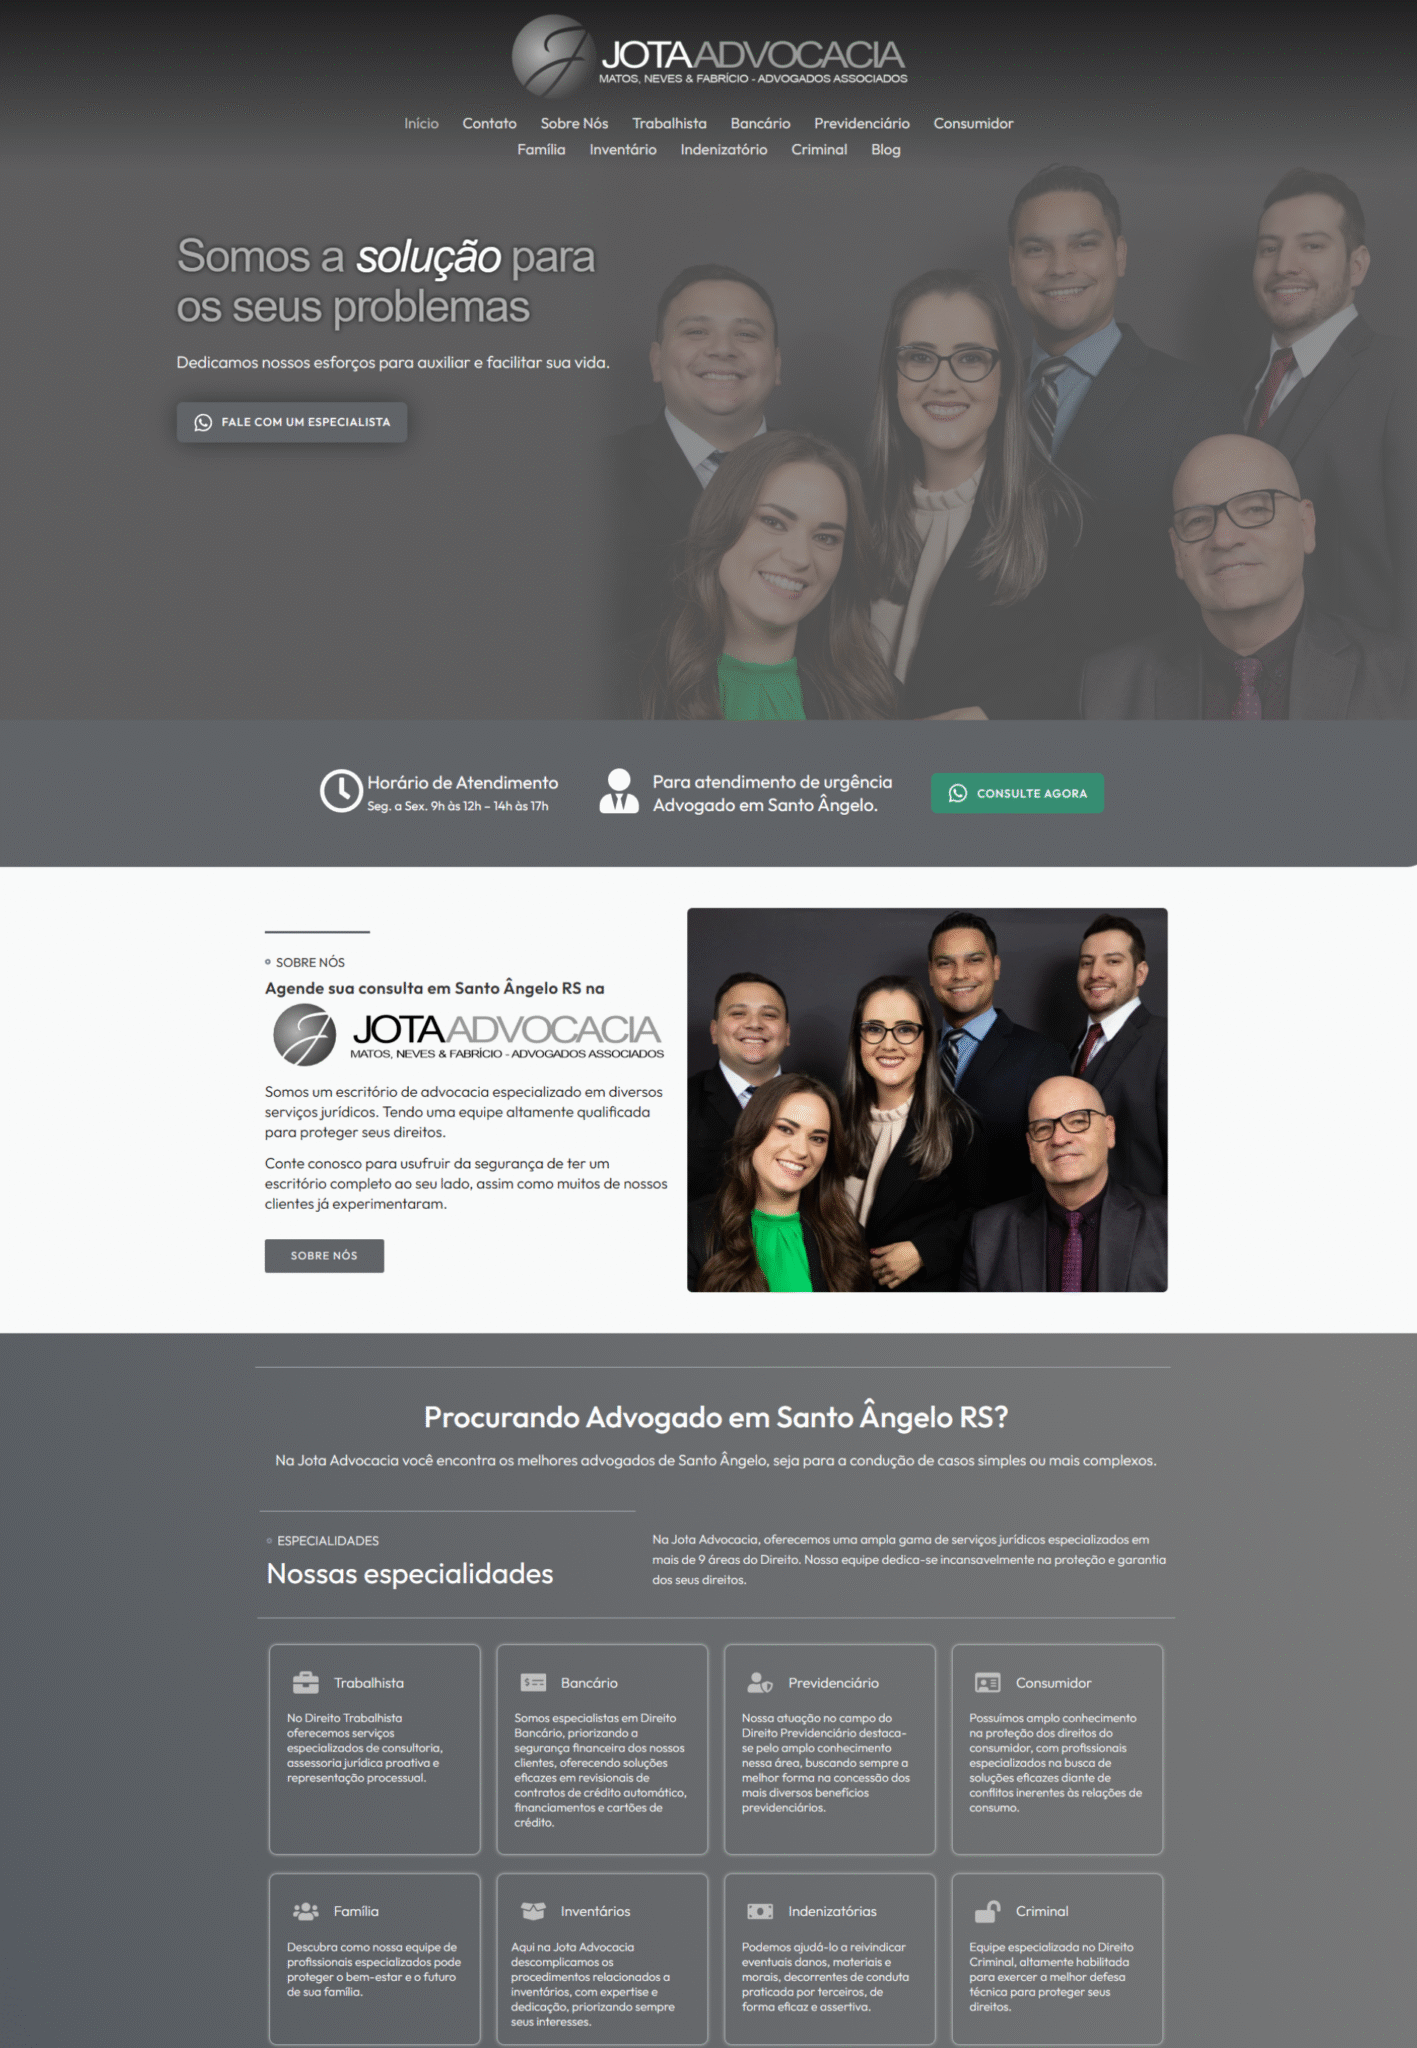 JOTAADVOCACIA
MATOS, NEVES & FABRÍCIO - ADVOGADOS ASSOCIADOS
Início Contato Sobre Nós Trabalhista Bancário Previdenciário Consumidor
Família Inventário Indenizatório Criminal Blog
Somos a solução para
os seus problemas
Dedicamos nossos esforços para auxiliar e facilitar sua vida.
FALE COM UM ESPECIALISTA
Horário de Atendimento
Seg. a Sex. 9h às 12h – 14h às 17h
Para atendimento de urgência
Advogado em Santo Ângelo.
CONSULTE AGORA
SOBRE NÓS
Agende sua consulta em Santo Ângelo RS na
JOTAADVOCACIA
MATOS, NEVES & FABRÍCIO - ADVOGADOS ASSOCIADOS
Somos um escritório de advocacia especializado em diversos
serviços jurídicos. Tendo uma equipe altamente qualificada
para proteger seus direitos.
Conte conosco para usufruir da segurança de ter um
escritório completo ao seu lado, assim como muitos de nossos
clientes já experimentaram.
SOBRE NÓS
Procurando Advogado em Santo Ângelo RS?
Na Jota Advocacia você encontra os melhores advogados de Santo Ângelo, seja para a condução de casos simples ou mais complexos.
ESPECIALIDADES
Nossas especialidades
Na Jota Advocacia, oferecemos uma ampla gama de serviços jurídicos especializados em
mais de 9 áreas do Direito. Nossa equipe dedica-se incansavelmente na proteção e garantia
dos seus direitos.
Trabalhista
No Direito Trabalhista
oferecemos serviços
especializados de consultoria,
assessoria jurídica proativa e
representação processual.
Bancário
Somos especialistas em Direito
Bancário, priorizando a
segurança financeira dos nossos
clientes, oferecendo soluções
eficazes em revisionais de
contratos de crédito automático,
financiamentos e cartões de
crédito.
Previdenciário
Nossa atuação no campo do
Direito Previdenciário destaca-
se pelo amplo conhecimento
nessa área, buscando sempre a
melhor forma na concessão dos
mais diversos benefícios
previdenciários.
Consumidor
Possuímos amplo conhecimento
na proteção dos direitos do
consumidor, com profissionais
especializados na busca de
soluções eficazes diante de
conflitos inerentes às relações de
consumo.
Família
Descubra como nossa equipe de
profissionais especializados pode
proteger o bem-estar e o futuro
de sua família.
Inventários
Aqui na Jota Advocacia
descomplicamos os
procedimentos relacionados a
inventários, com expertise e
dedicação, priorizando sempre
seus interesses.
Indenizatórias
Podemos ajudá-lo a reivindicar
eventuais danos, materiais e
morais, decorrentes de conduta
praticada por terceiros, de
forma eficaz e assertiva.
Criminal
Equipe especializada no Direito
Criminal, altamente habilitada
para exercer a melhor defesa
técnica para proteger seus
direitos.